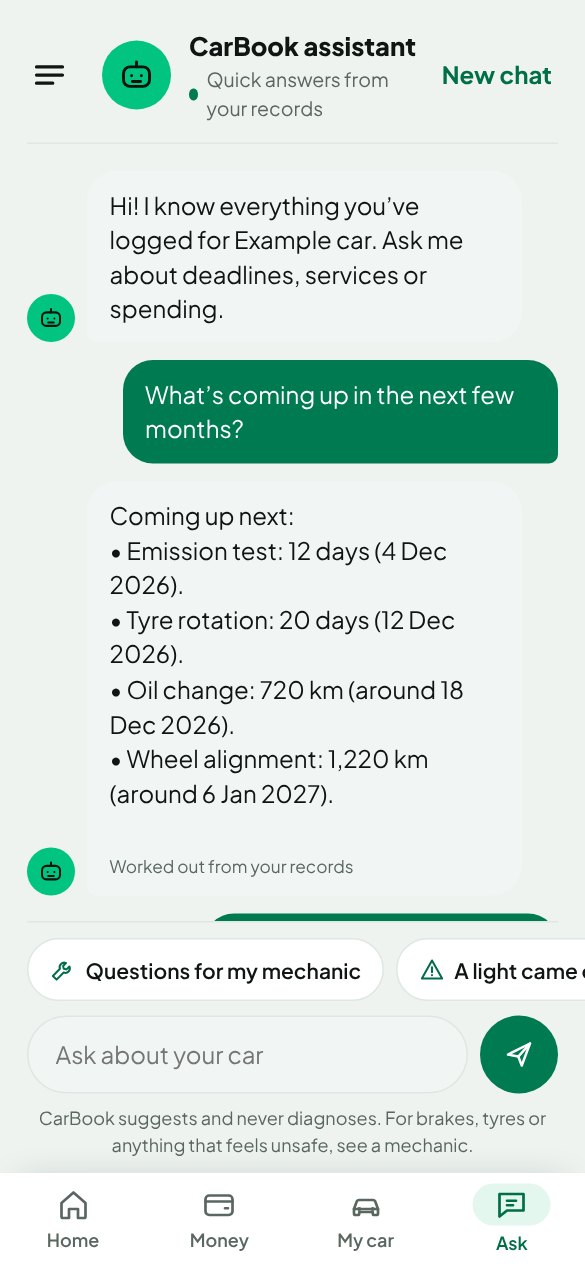 CarBook assistant
Quick answers from
your records
New chat
Hi! I know everything you've
logged for Example car. Ask me
about deadlines, services or
spending.
What's coming up in the next few
months?
Coming up next:
• Emission test: 12 days (4 Dec
2026).
• Tyre rotation: 20 days (12 Dec
2026).
• Oil change: 720 km (around 18
Dec 2026).
• Wheel alignment: 1,220 km
(around 6 Jan 2027).
Worked out from your records
Questions for my mechanic
A light came
Ask about your car
CarBook suggests and never diagnoses. For brakes, tyres or
anything that feels unsafe, see a mechanic.
Home
Money
My car
Ask